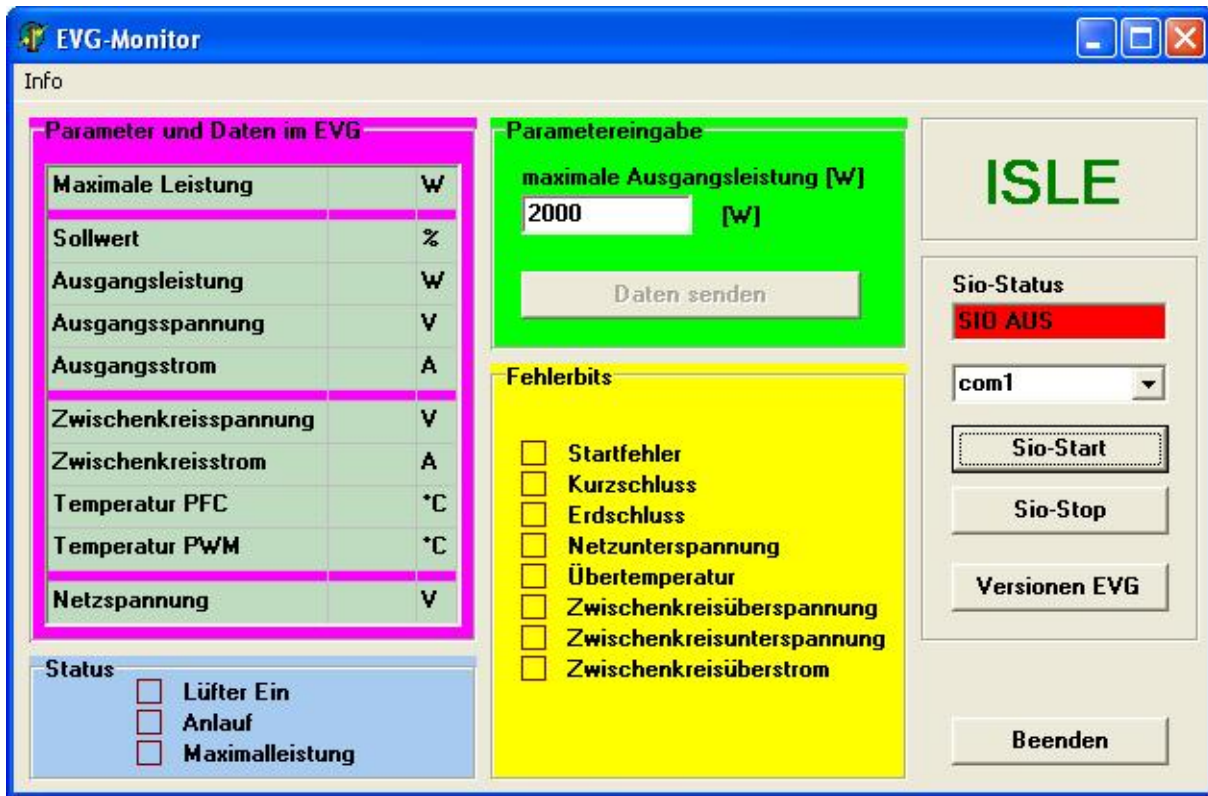 EVG-Monitor
Info
Parameter und Daten im EVG
Maximale Leistung W
Sollwert %
Ausgangsleistung W
Ausgangsspannung V
Ausgangsstrom A
Zwischenkreisspannung V
Zwischenkreisstrom A
Temperatur PFC °C
Temperatur PWM °C
Netzspannung V
Status
Lüfter Ein
Anlauf
Maximalleistung
Parametereingabe
maximale Ausgangsleistung [W]
2000 [W]
Daten senden
Fehlerbits
Startfehler
Kurzschluss
Erdschluss
Netzunterspannung
Übertemperatur
Zwischenkreisüberspannung
Zwischenkreisunterspannung
Zwischenkreisüberstrom
ISLE
Sio-Status
SIO AUS
com1
Sio-Start
Sio-Stop
Versionen EVG
Beenden